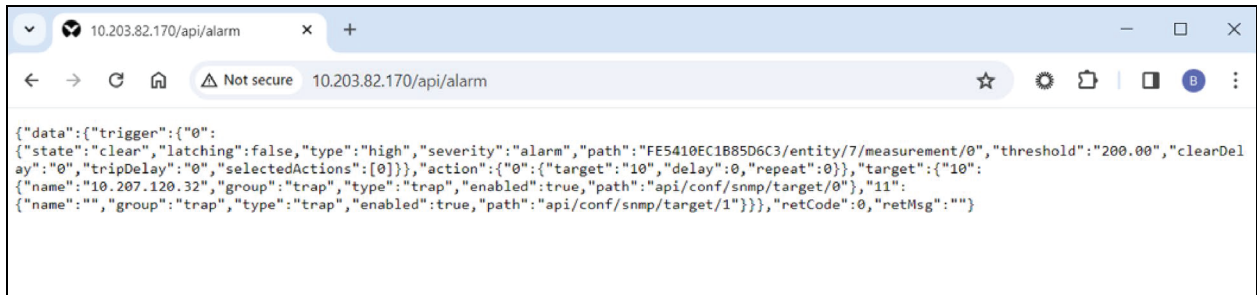 10.203.82.170/api/alarm
Not secure 10.203.82.170/api/alarm
B
{"data":{"trigger":{"0":
{"state":"clear","latching":false,"type":"high","severity":"alarm","path":"FE5410EC1B85D6C3/entity/7/measurement/0","threshold":"200.00","clearDel
ay":"0","tripDelay":"0","selectedActions":[0]}},"action":{"0":{"target":"10","delay":0,"repeat":0}},"target":{"10":
{"name":"10.207.120.32","group":"trap","type":"trap","enabled":true,"path":"api/conf/snmp/target/0"},"11":
{"name":"","group":"trap","type":"trap","enabled":true,"path":"api/conf/snmp/target/1"}}},"retCode":0,"retMsg":""}